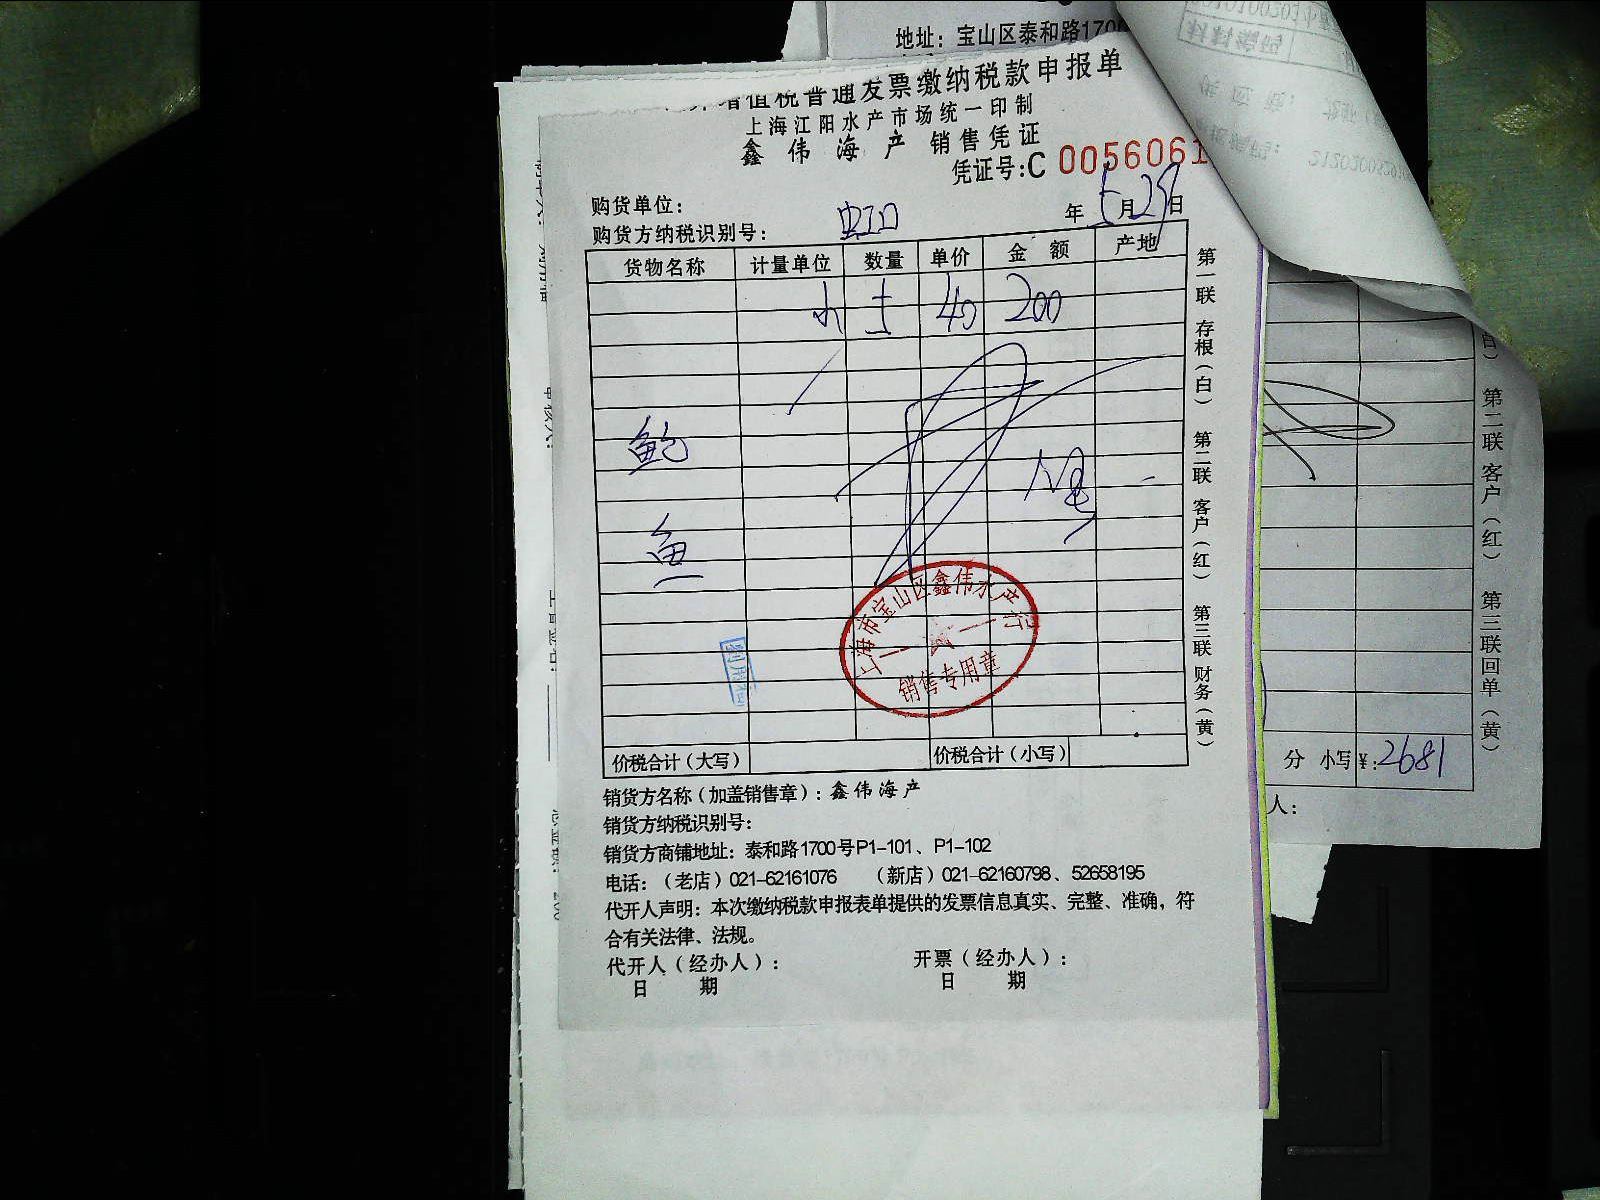 地址：宝山区泰和路1700
增值税普通发票缴纳税款申报单
上海江阳水产市场统一印制
鑫伟海产 销售凭证
凭证号：C 0056061
购货单位：
年 5月29日
购货方纳税识别号： 虹口
货物名称 计量单位 数量 单价 金额 产地
小 40 200
鲍
鱼
上海市宝山区鑫伟水产行
销售专用章
价税合计（大写） 价税合计（小写）
第一联 存根（白） 第二联 客户（红） 第三联 财务（黄）
销货方名称（加盖销售章）：鑫伟海产
销货方纳税识别号：
销货方商铺地址：泰和路1700号P1-101、P1-102
电话：（老店）021-62161076 （新店）021-62160798、52658195
代开人声明：本次缴纳税款申报表单提供的发票信息真实、完整、准确，符
合有关法律、法规。
代开人（经办人）： 开票（经办人）：
日 期 日 期
第二联 客户（红） 第三联 回单（黄）
分 小写¥：2681
人：
材料编码